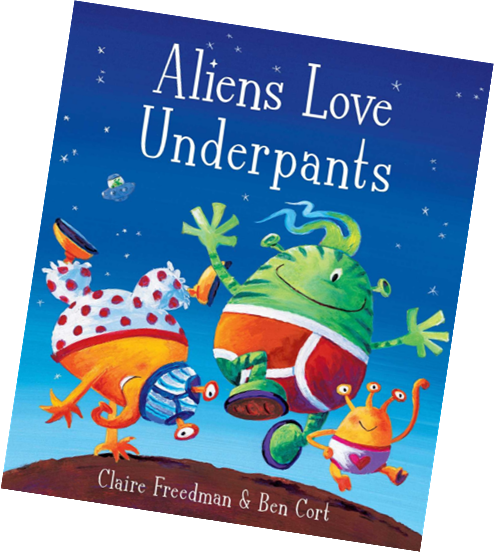 Aliens Love
Underpants
Claire Freedman & Ben Cort